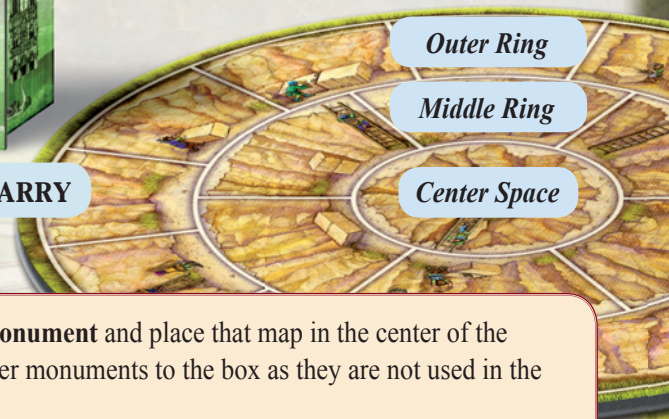 Outer Ring
Middle Ring
Center Space
ARRY
onument and place that map in the center of the
er monuments to the box as they are not used in the